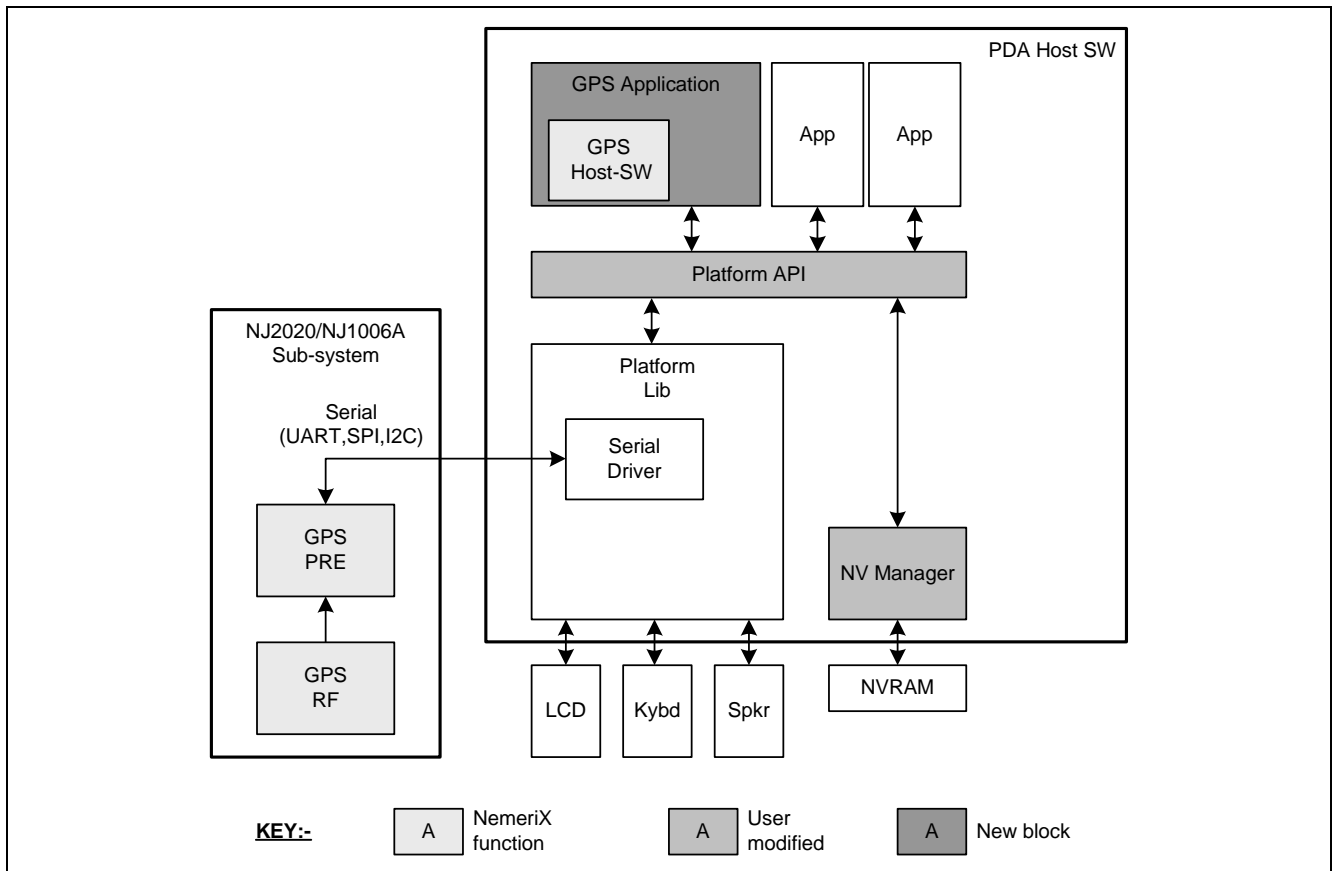 PDA Host SW
GPS Application
GPS
Host-SW
App
App
Platform API
NJ2020/NJ1006A
Sub-system
Serial
(UART,SPI,I2C)
Platform
Lib
Serial
Driver
GPS
PRE
NV Manager
GPS
RF
LCD
Kybd
Spkr
NVRAM
KEY:-
A
NemeriX
function
A
User
modified
A
New block